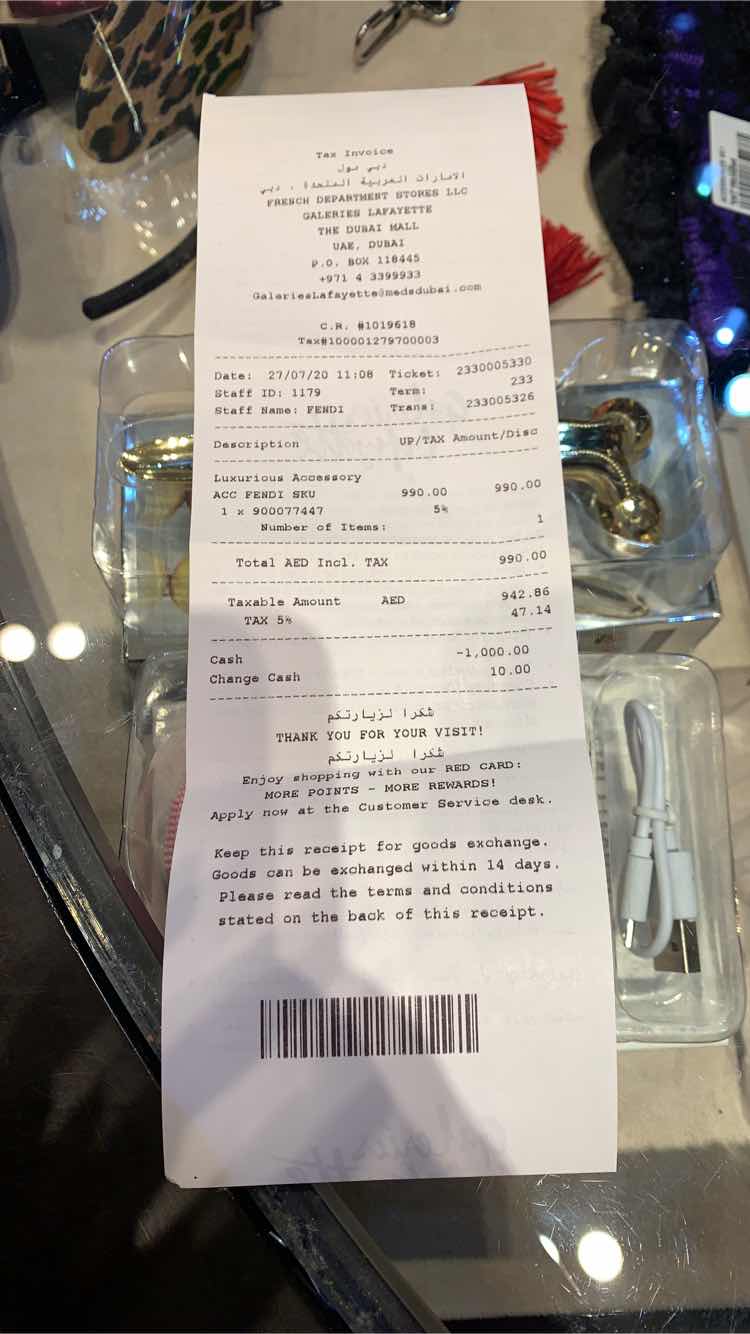 Tax Invoice
دبي مول
الامارات العربية المتحدة ، دبي
FRENCH DEPARTMENT STORES LLC
GALERIES LAFAYETTE
THE DUBAI MALL
UAE, DUBAI
P.O. BOX 118445
+971 4 3399933
GaleriesLafayette@medsdubai.com
C.R. #1019618
Tax#100001279700003
Date: 27/07/20 11:08 Ticket: 2330005330
Staff ID: 1179 Term: 233
Staff Name: FENDI Trans: 233005326
Description UP/TAX Amount/Disc
Luxurious Accessory
ACC FENDI SKU 990.00 990.00
1 x 900077447 5%
Number of Items: 1
Total AED Incl. TAX 990.00
Taxable Amount AED 942.86
TAX 5% 47.14
Cash -1,000.00
Change Cash 10.00
شكرا لزيارتكم
THANK YOU FOR YOUR VISIT!
شكرا لزيارتكم
Enjoy shopping with our RED CARD:
MORE POINTS - MORE REWARDS!
Apply now at the Customer Service desk.
Keep this receipt for goods exchange.
Goods can be exchanged within 14 days.
Please read the terms and conditions
stated on the back of this receipt.